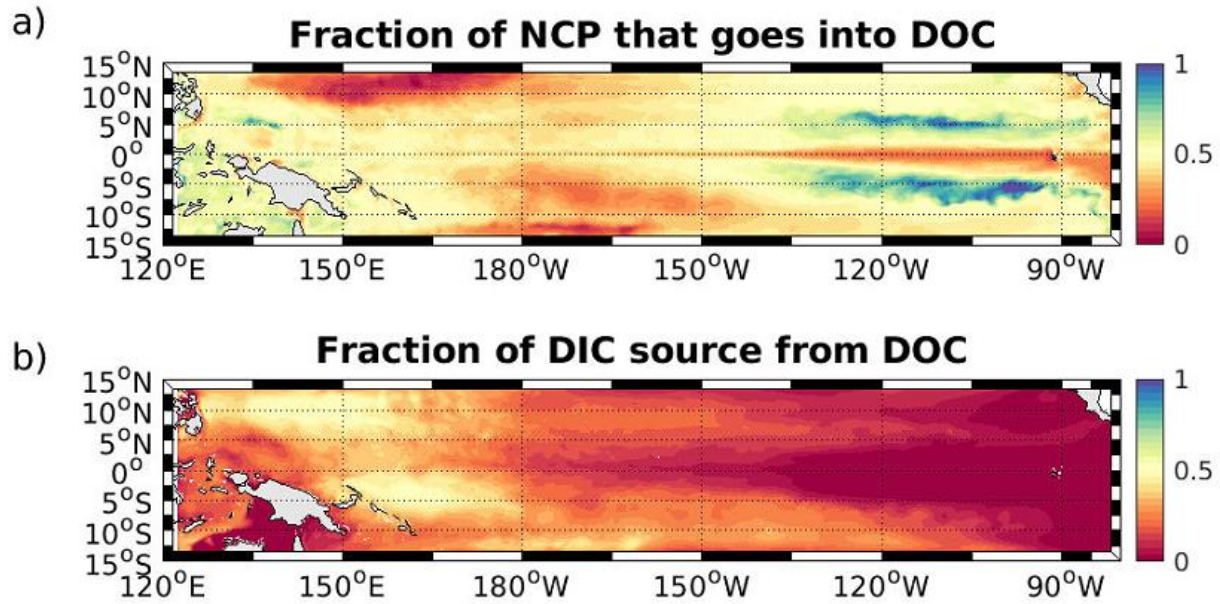 a)
Fraction of NCP that goes into DOC
15°N
10°N
5°N
0°
5°S
10°S
15°S
120°E 150°E 180°W 150°W 120°W 90°W
1
0.5
0
b)
Fraction of DIC source from DOC
15°N
10°N
5°N
0°
5°S
10°S
15°S
120°E 150°E 180°W 150°W 120°W 90°W
1
0.5
0